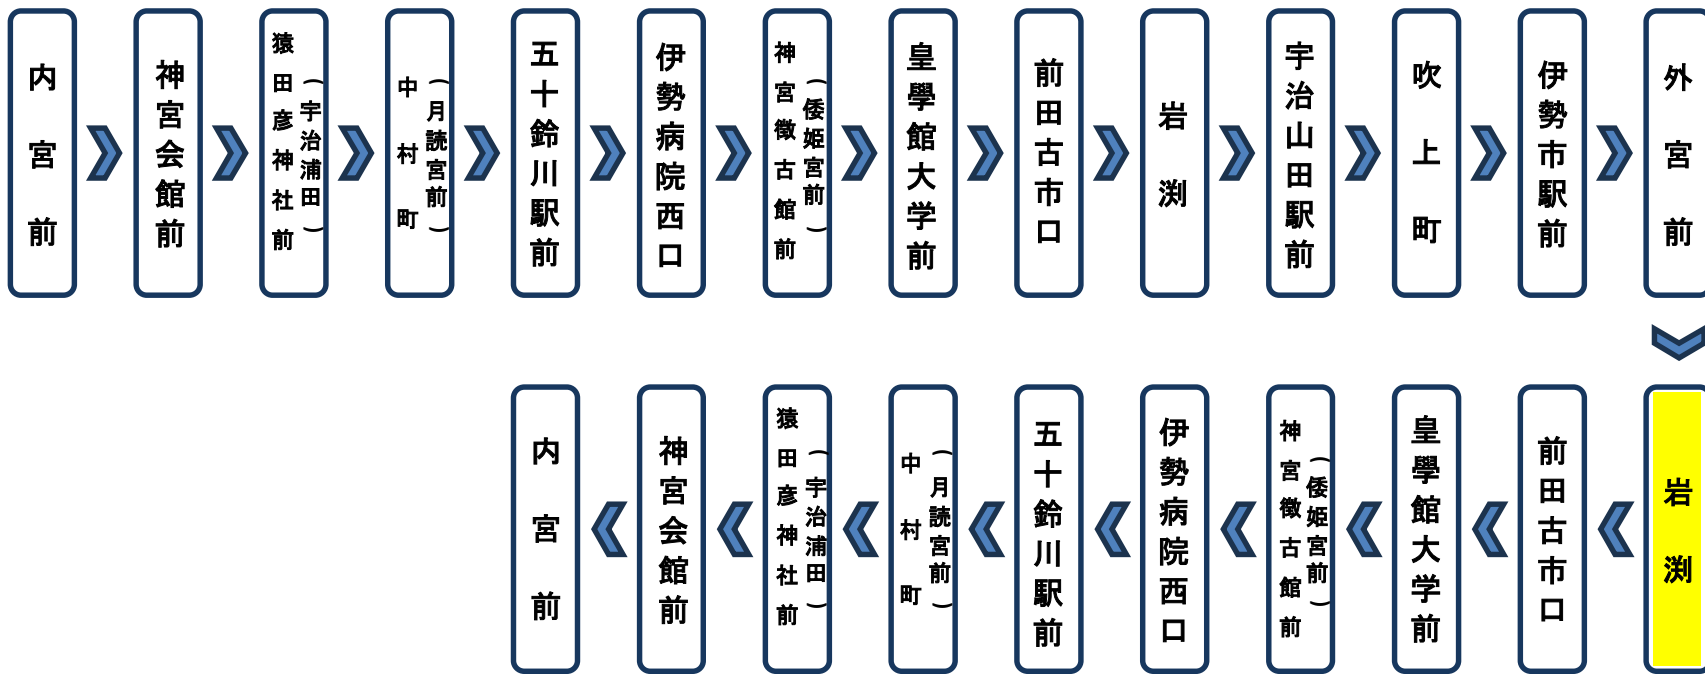 内宮前
神宮会館前
猿田彦神社前
(宇治浦田)
中村町
(月読宮前)
五十鈴川駅前
伊勢病院西口
神宮徴古館前
(倭姫宮前)
皇學館大学前
前田古市口
岩渕
宇治山田駅前
吹上町
伊勢市駅前
外宮前
岩渕
前田古市口
皇學館大学前
神宮徴古館前
(倭姫宮前)
伊勢病院西口
五十鈴川駅前
中村町
(月読宮前)
猿田彦神社前
(宇治浦田)
神宮会館前
内宮前